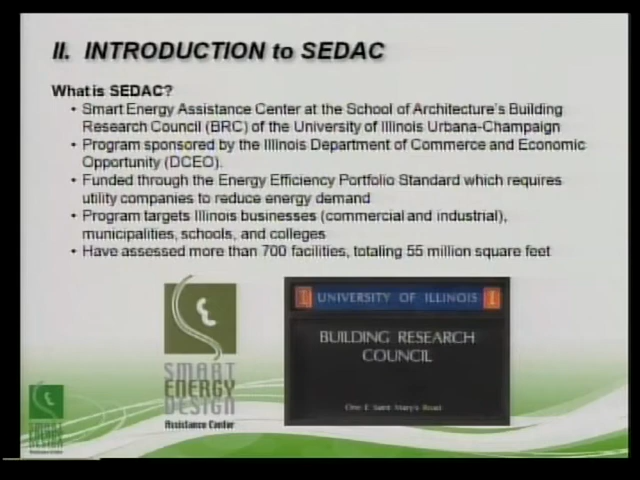 II. INTRODUCTION to SEDAC
What is SEDAC?
• Smart Energy Assistance Center at the School of Architecture's Building
Research Council (BRC) of the University of Illinois Urbana-Champaign
• Program sponsored by the Illinois Department of Commerce and Economic
Opportunity (DCEO).
• Funded through the Energy Efficiency Portfolio Standard which requires
utility companies to reduce energy demand
• Program targets Illinois businesses (commercial and industrial),
municipalities, schools, and colleges
• Have assessed more than 700 facilities, totaling 55 million square feet
SMART
ENERGY
DESIGN
Assistance Center
I UNIVERSITY OF ILLINOIS I
BUILDING RESEARCH
COUNCIL
One E Saint Mary's Road
SMART
ENERGY
DESIGN